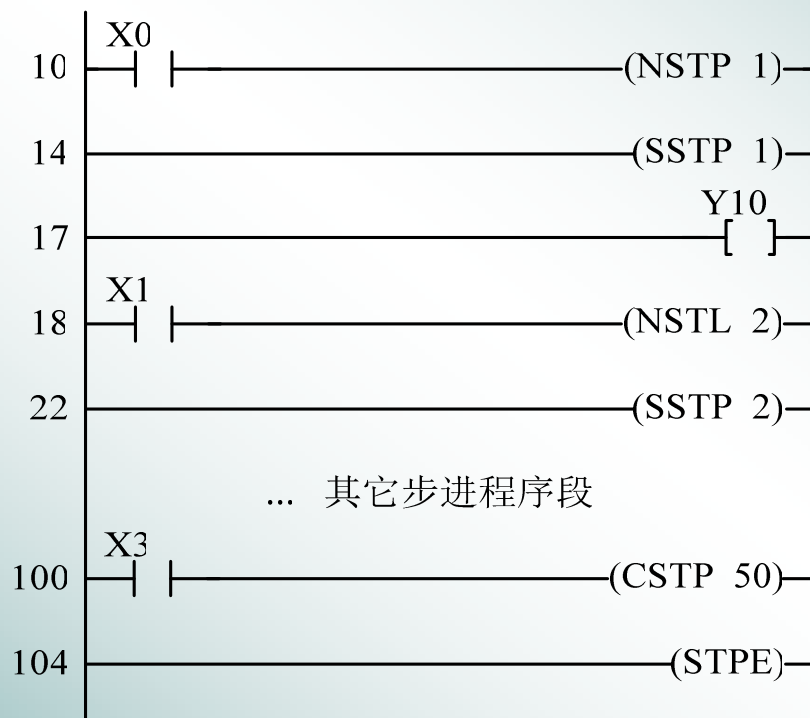 X0
10 (NSTP 1)
14 (SSTP 1)
Y10
17 [ ]
X1
18 (NSTL 2)
22 (SSTP 2)
... 其它步进程序段
X3
100 (CSTP 50)
104 (STPE)